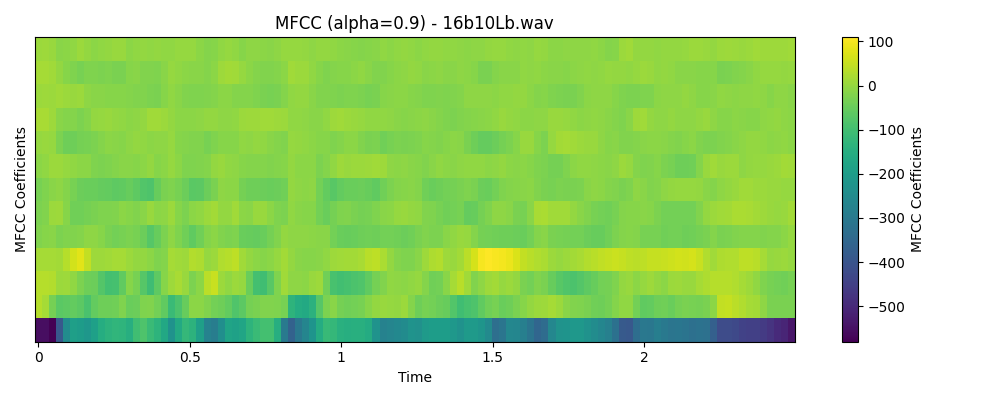 MFCC (alpha=0.9) - 16b10Lb.wav
MFCC Coefficients
0 0.5 1 1.5 2
Time
100
0
−100
−200
−300
−400
−500
MFCC Coefficients